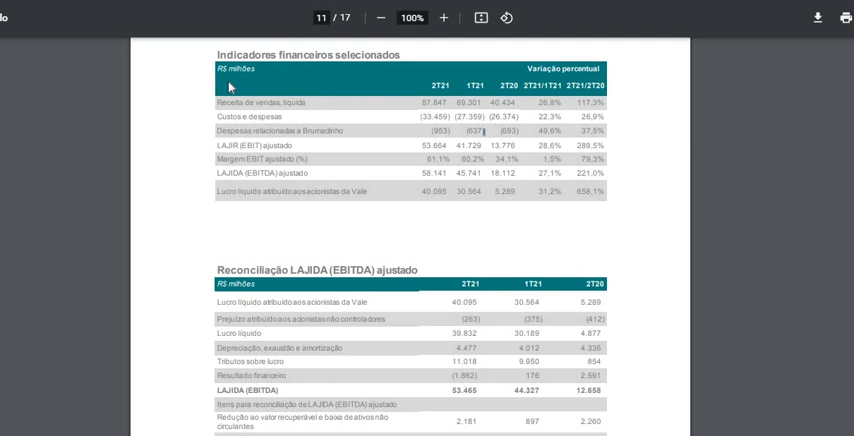 lo
11 / 17
100%
Indicadores financeiros selecionados
R$ milhões Variação percentual
2T21 1T21 2T20 2T21/1T21 2T21/2T20
Receita de vendas, líquida 87.847 69.301 40.434 26,8% 117,3%
Custos e despesas (33.459) (27.359) (26.374) 22,3% 26,9%
Despesas relacionadas a Brumadinho (953) (637) (693) 49,6% 37,5%
LAJIR (EBIT) ajustado 53.664 41.729 13.776 28,6% 289,5%
Margem EBIT ajustado (%) 61,1% 60,2% 34,1% 1,5% 79,3%
LAJIDA (EBITDA) ajustado 58.141 45.741 18.112 27,1% 221,0%
Lucro líquido atribuído aos acionistas da Vale 40.095 30.564 5.289 31,2% 658,1%
Reconciliação LAJIDA (EBITDA) ajustado
R$ milhões 2T21 1T21 2T20
Lucro líquido atribuído aos acionistas da Vale 40.095 30.564 5.289
Prejuízo atribuído aos adonistas não controladores (263) (375) (412)
Lucro líquido 39.832 30.189 4.877
Depreciação, exaustão e amortização 4.477 4.012 4.336
Tributos sobre lucro 11.018 9.950 854
Resultado financeiro (1.862) 176 2.591
LAJIDA (EBITDA) 53.465 44.327 12.658
Itens para reconciliação de LAJIDA (EBITDA) ajustado
Redução ao valor recuperável e baixa de ativos não
circulantes 2.181 897 2.260